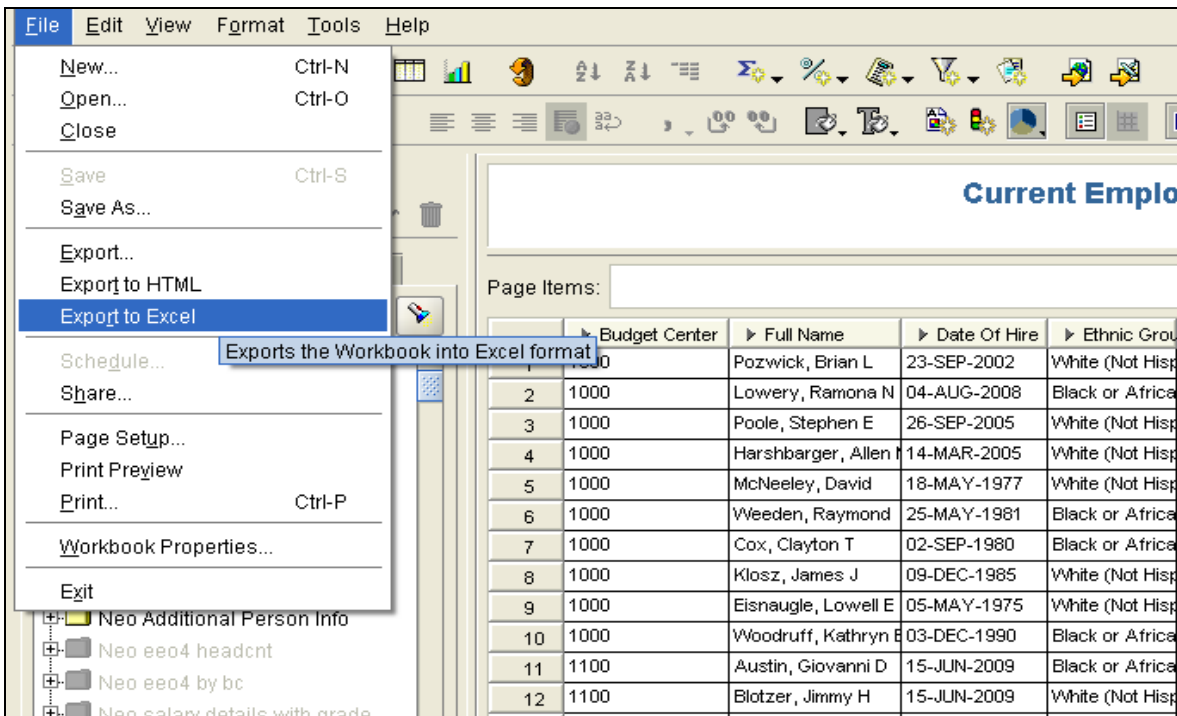 File Edit View Format Tools Help
New... Ctrl-N
Open... Ctrl-O
Close
Save Ctrl-S
Save As...
Export...
Export to HTML
Export to Excel
Exports the Workbook into Excel format
Schedule...
Share...
Page Setup...
Print Preview
Print... Ctrl-P
Workbook Properties...
Exit
Neo Additional Person Info
Neo eeo4 headcnt
Neo eeo4 by bc
Neo salary details with grade
Current Emplo
Page Items:
Budget Center Full Name Date Of Hire Ethnic Grou
1 1000 Pozwick, Brian L 23-SEP-2002 White (Not Hisp
2 1000 Lowery, Ramona N 04-AUG-2008 Black or Africa
3 1000 Poole, Stephen E 26-SEP-2005 White (Not Hisp
4 1000 Harshbarger, Allen 14-MAR-2005 White (Not Hisp
5 1000 McNeeley, David 18-MAY-1977 White (Not Hisp
6 1000 Weeden, Raymond 25-MAY-1981 Black or Africa
7 1000 Cox, Clayton T 02-SEP-1980 Black or Africa
8 1000 Klosz, James J 09-DEC-1985 White (Not Hisp
9 1000 Eisnaugle, Lowell E 05-MAY-1975 White (Not Hisp
10 1000 Woodruff, Kathryn E 03-DEC-1990 Black or Africa
11 1100 Austin, Giovanni D 15-JUN-2009 Black or Africa
12 1100 Blotzer, Jimmy H 15-JUN-2009 White (Not Hisp